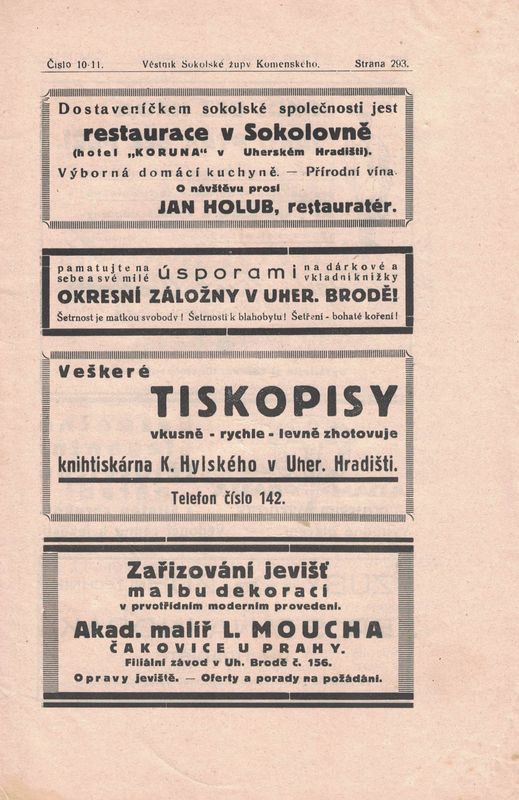 Číslo 10-11. Věstník Sokolské župy Komenského. Strana 293.
Dostaveníčkem sokolské společnosti jest
restaurace v Sokolovně
(hotel „KORUNA“ v Uherském Hradišti).
Výborná domácí kuchyně. — Přírodní vína.
O návštěvu prosí
JAN HOLUB, restauratér.
pamatujte na sebe a své milé úsporami na dárkové a vkladní knížky
OKRESNÍ ZÁLOŽNY V UHER. BRODĚ!
Šetrnost je matkou svobody! Šetrností k blahobytu! Šetření - bohaté koření!
Veškeré
TISKOPISY
vkusně - rychle - levně zhotovuje
knihtiskárna K. Hylského v Uher. Hradišti.
Telefon číslo 142.
Zařizování jevišť
malbu dekorací
v prvotřídním moderním provedení.
Akad. malíř L. MOUCHA
ČAKOVICE U PRAHY.
Filiální závod v Uh. Brodě č. 156.
Opravy jeviště. — Oferty a porady na požádání.